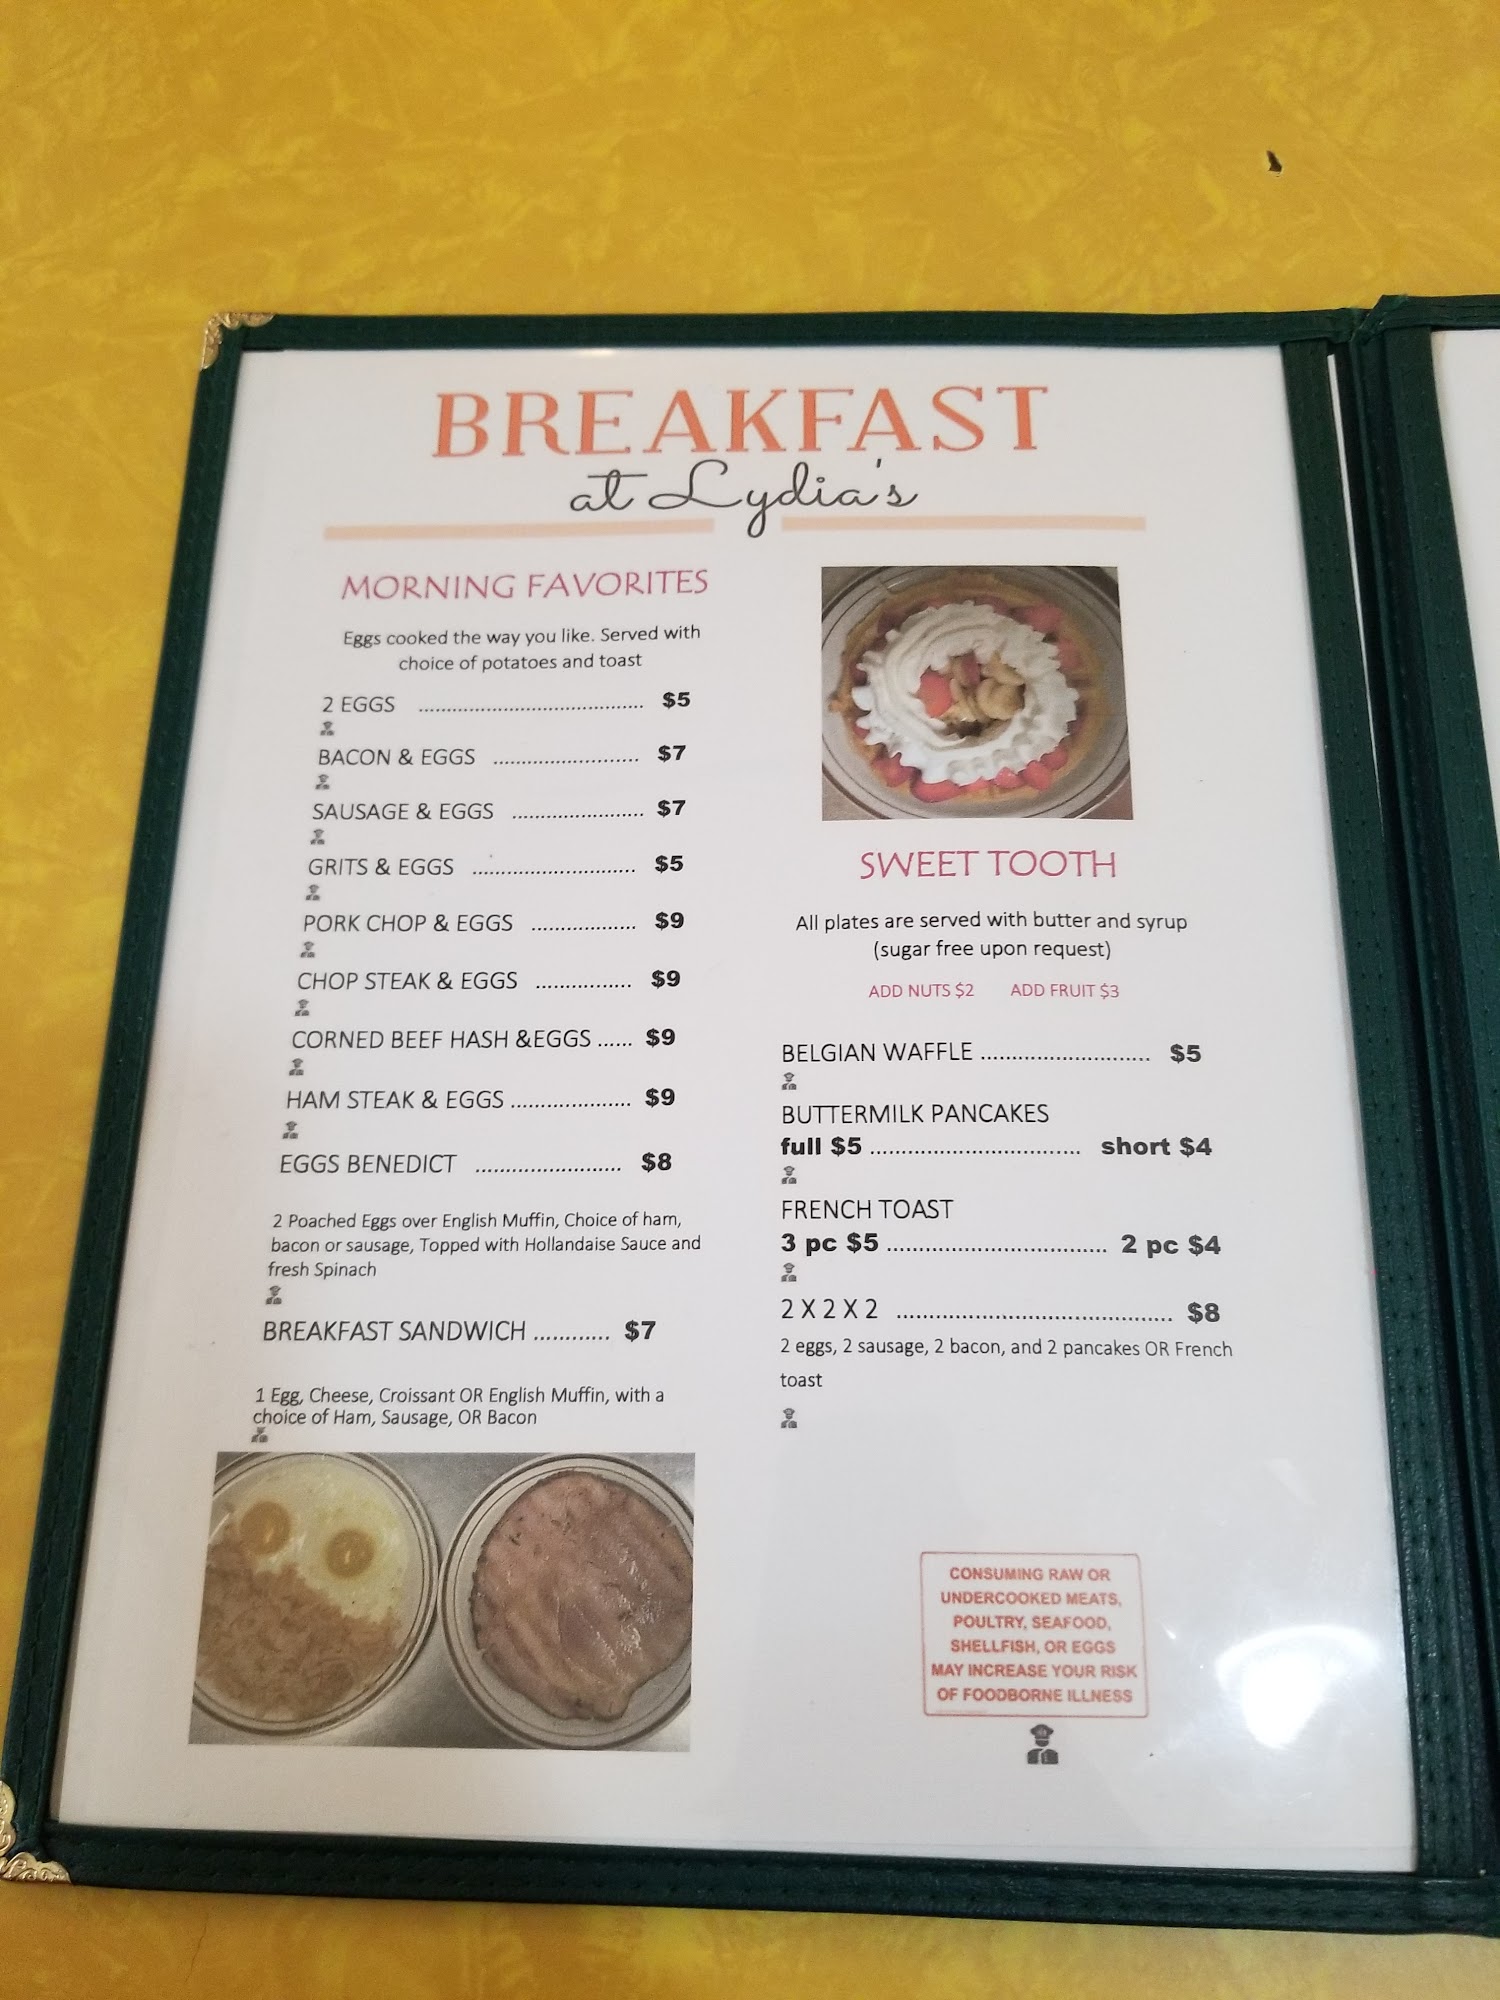 BREAKFAST
at Lydia's
MORNING FAVORITES
Eggs cooked the way you like. Served with
choice of potatoes and toast
2 EGGS ........................................ $5
BACON & EGGS .......................... $7
SAUSAGE & EGGS ....................... $7
GRITS & EGGS ............................. $5
PORK CHOP & EGGS .................. $9
CHOP STEAK & EGGS ................. $9
CORNED BEEF HASH &EGGS ...... $9
HAM STEAK & EGGS ..................... $9
EGGS BENEDICT .......................... $8
2 Poached Eggs over English Muffin, Choice of ham,
bacon or sausage, Topped with Hollandaise Sauce and
fresh Spinach
BREAKFAST SANDWICH ............ $7
1 Egg, Cheese, Croissant OR English Muffin, with a
choice of Ham, Sausage, OR Bacon
SWEET TOOTH
All plates are served with butter and syrup
(sugar free upon request)
ADD NUTS $2 ADD FRUIT $3
BELGIAN WAFFLE ........................... $5
BUTTERMILK PANCAKES
full $5 ................................. short $4
FRENCH TOAST
3 pc $5 ................................... 2 pc $4
2 X 2 X 2 ............................................ $8
2 eggs, 2 sausage, 2 bacon, and 2 pancakes OR French
toast
CONSUMING RAW OR
UNDERCOOKED MEATS,
POULTRY, SEAFOOD,
SHELLFISH, OR EGGS
MAY INCREASE YOUR RISK
OF FOODBORNE ILLNESS